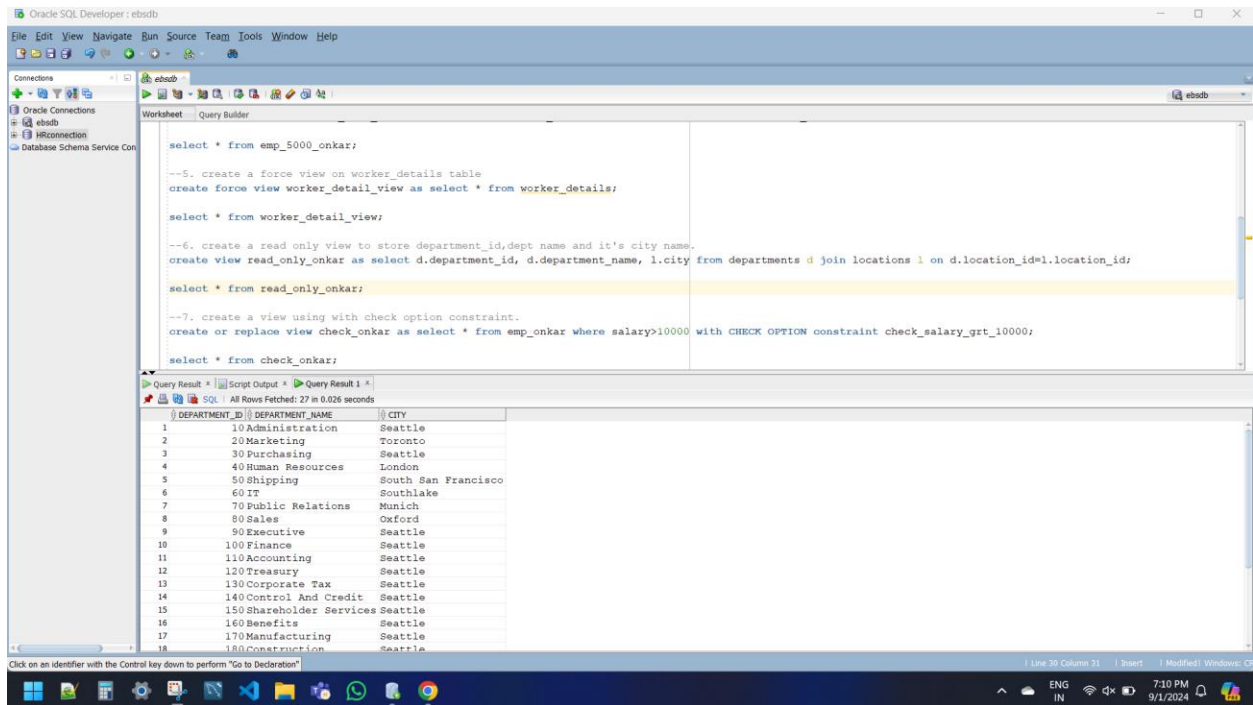 Oracle SQL Developer : ebsdb
File Edit View Navigate Run Source Team Tools Window Help
Connections
ebsdb
ebsdb
Oracle Connections
ebsdb
HRconnection
Database Schema Service Con
Worksheet Query Builder
select * from emp_5000_onkar;
--5. create a force view on worker_details table
create force view worker_detail_view as select * from worker_details;
select * from worker_detail_view;
--6. create a read only view to store department_id,dept name and it's city name.
create view read_only_onkar as select d.department_id, d.department_name, l.city from departments d join locations l on d.location_id=l.location_id;
select * from read_only_onkar;
--7. create a view using with check option constraint.
create or replace view check_onkar as select * from emp_onkar where salary>10000 with CHECK OPTION constraint check_salary_grt_10000;
select * from check_onkar;
Query Result Script Output Query Result 1
SQL | All Rows Fetched: 27 in 0.026 seconds
DEPARTMENT_ID DEPARTMENT_NAME CITY
1 10 Administration Seattle
2 20 Marketing Toronto
3 30 Purchasing Seattle
4 40 Human Resources London
5 50 Shipping South San Francisco
6 60 IT Southlake
7 70 Public Relations Munich
8 80 Sales Oxford
9 90 Executive Seattle
10 100 Finance Seattle
11 110 Accounting Seattle
12 120 Treasury Seattle
13 130 Corporate Tax Seattle
14 140 Control And Credit Seattle
15 150 Shareholder Services Seattle
16 160 Benefits Seattle
17 170 Manufacturing Seattle
18 180 Construction Seattle
Click on an identifier with the Control key down to perform "Go to Declaration"
| Line 30 Column 31 | Insert | Modified | Windows: CR
ENG
IN
7:10 PM
9/1/2024